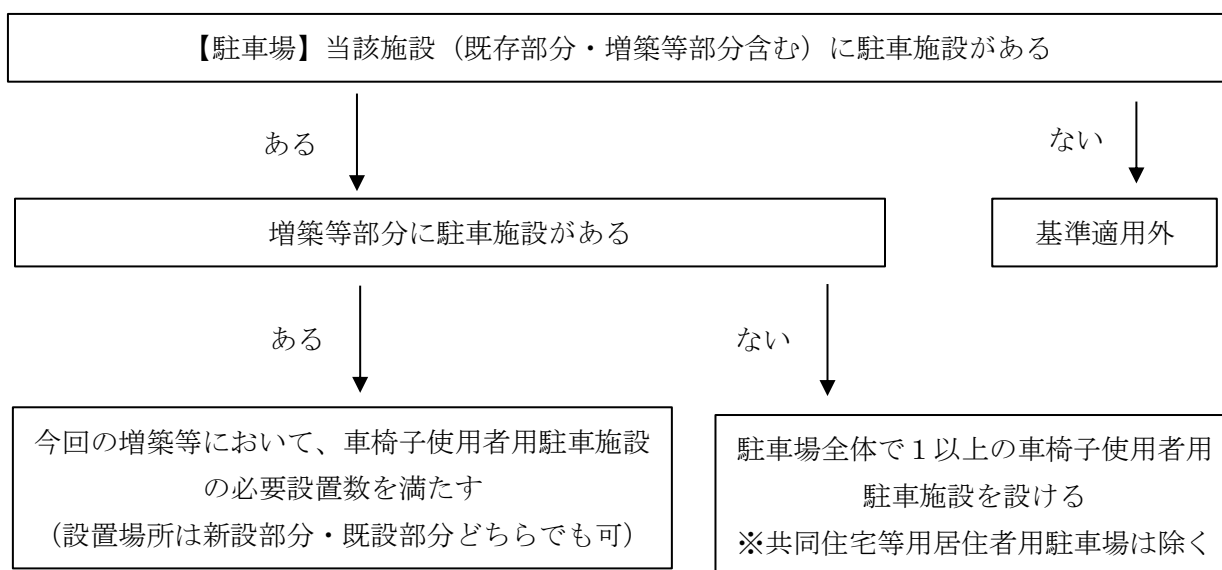 【駐車場】当該施設（既存部分・増築等部分含む）に駐車施設がある
ある
ない
増築等部分に駐車施設がある
基準適用外
ある
ない
今回の増築等において、車椅子使用者用駐車施設
の必要設置数を満たす
（設置場所は新設部分・既設部分どちらでも可）
駐車場全体で１以上の車椅子使用者用
駐車施設を設ける
※共同住宅等用居住者用駐車場は除く